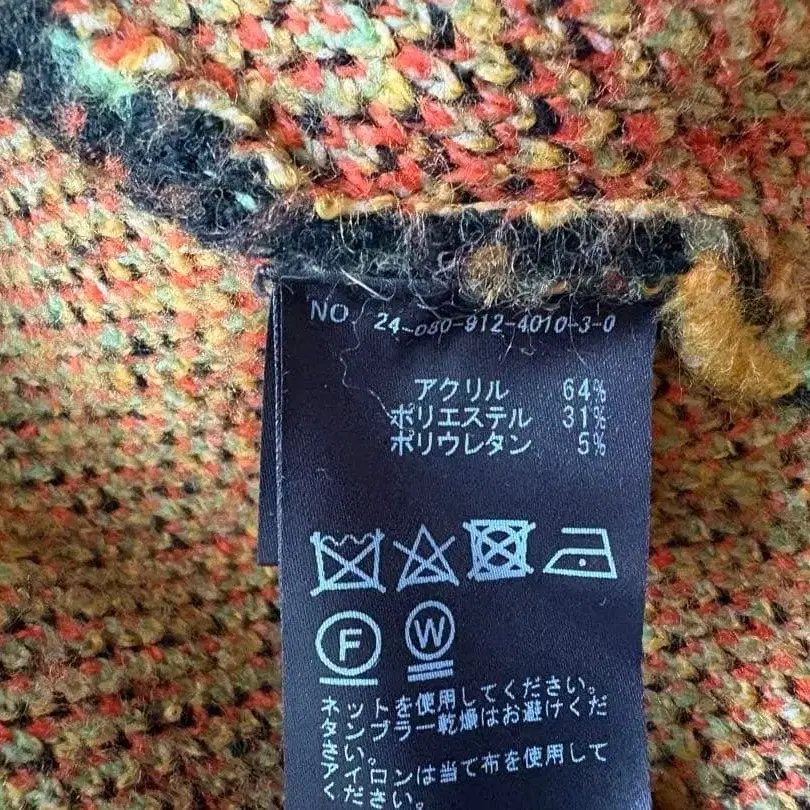 NO. 24-080-912-4010-3-0
アクリル 64%
ポリエステル 31%
ポリウレタン 5%
F W
ネットを使用してください。
タンブラー乾燥はお避けくだ
さい。
アイロンは当て布を使用して
ください。